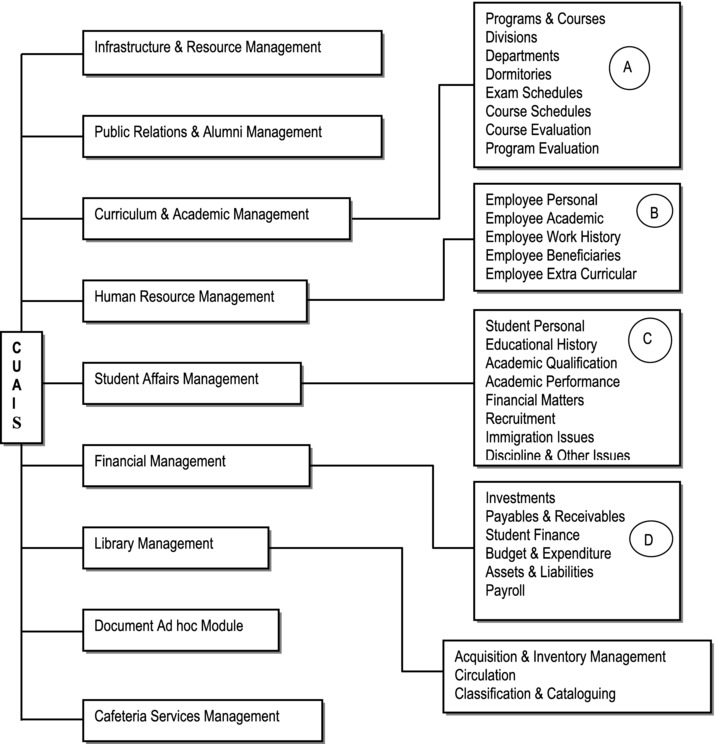 CUAIS
Infrastructure & Resource Management
Public Relations & Alumni Management
Curriculum & Academic Management
Human Resource Management
Student Affairs Management
Financial Management
Library Management
Document Ad hoc Module
Cafeteria Services Management
Programs & Courses
Divisions
Departments
Dormitories
Exam Schedules
Course Schedules
Course Evaluation
Program Evaluation
A
Employee Personal
Employee Academic
Employee Work History
Employee Beneficiaries
Employee Extra Curricular
B
Student Personal
Educational History
Academic Qualification
Academic Performance
Financial Matters
Recruitment
Immigration Issues
Discipline & Other Issues
C
Investments
Payables & Receivables
Student Finance
Budget & Expenditure
Assets & Liabilities
Payroll
D
Acquisition & Inventory Management
Circulation
Classification & Cataloguing